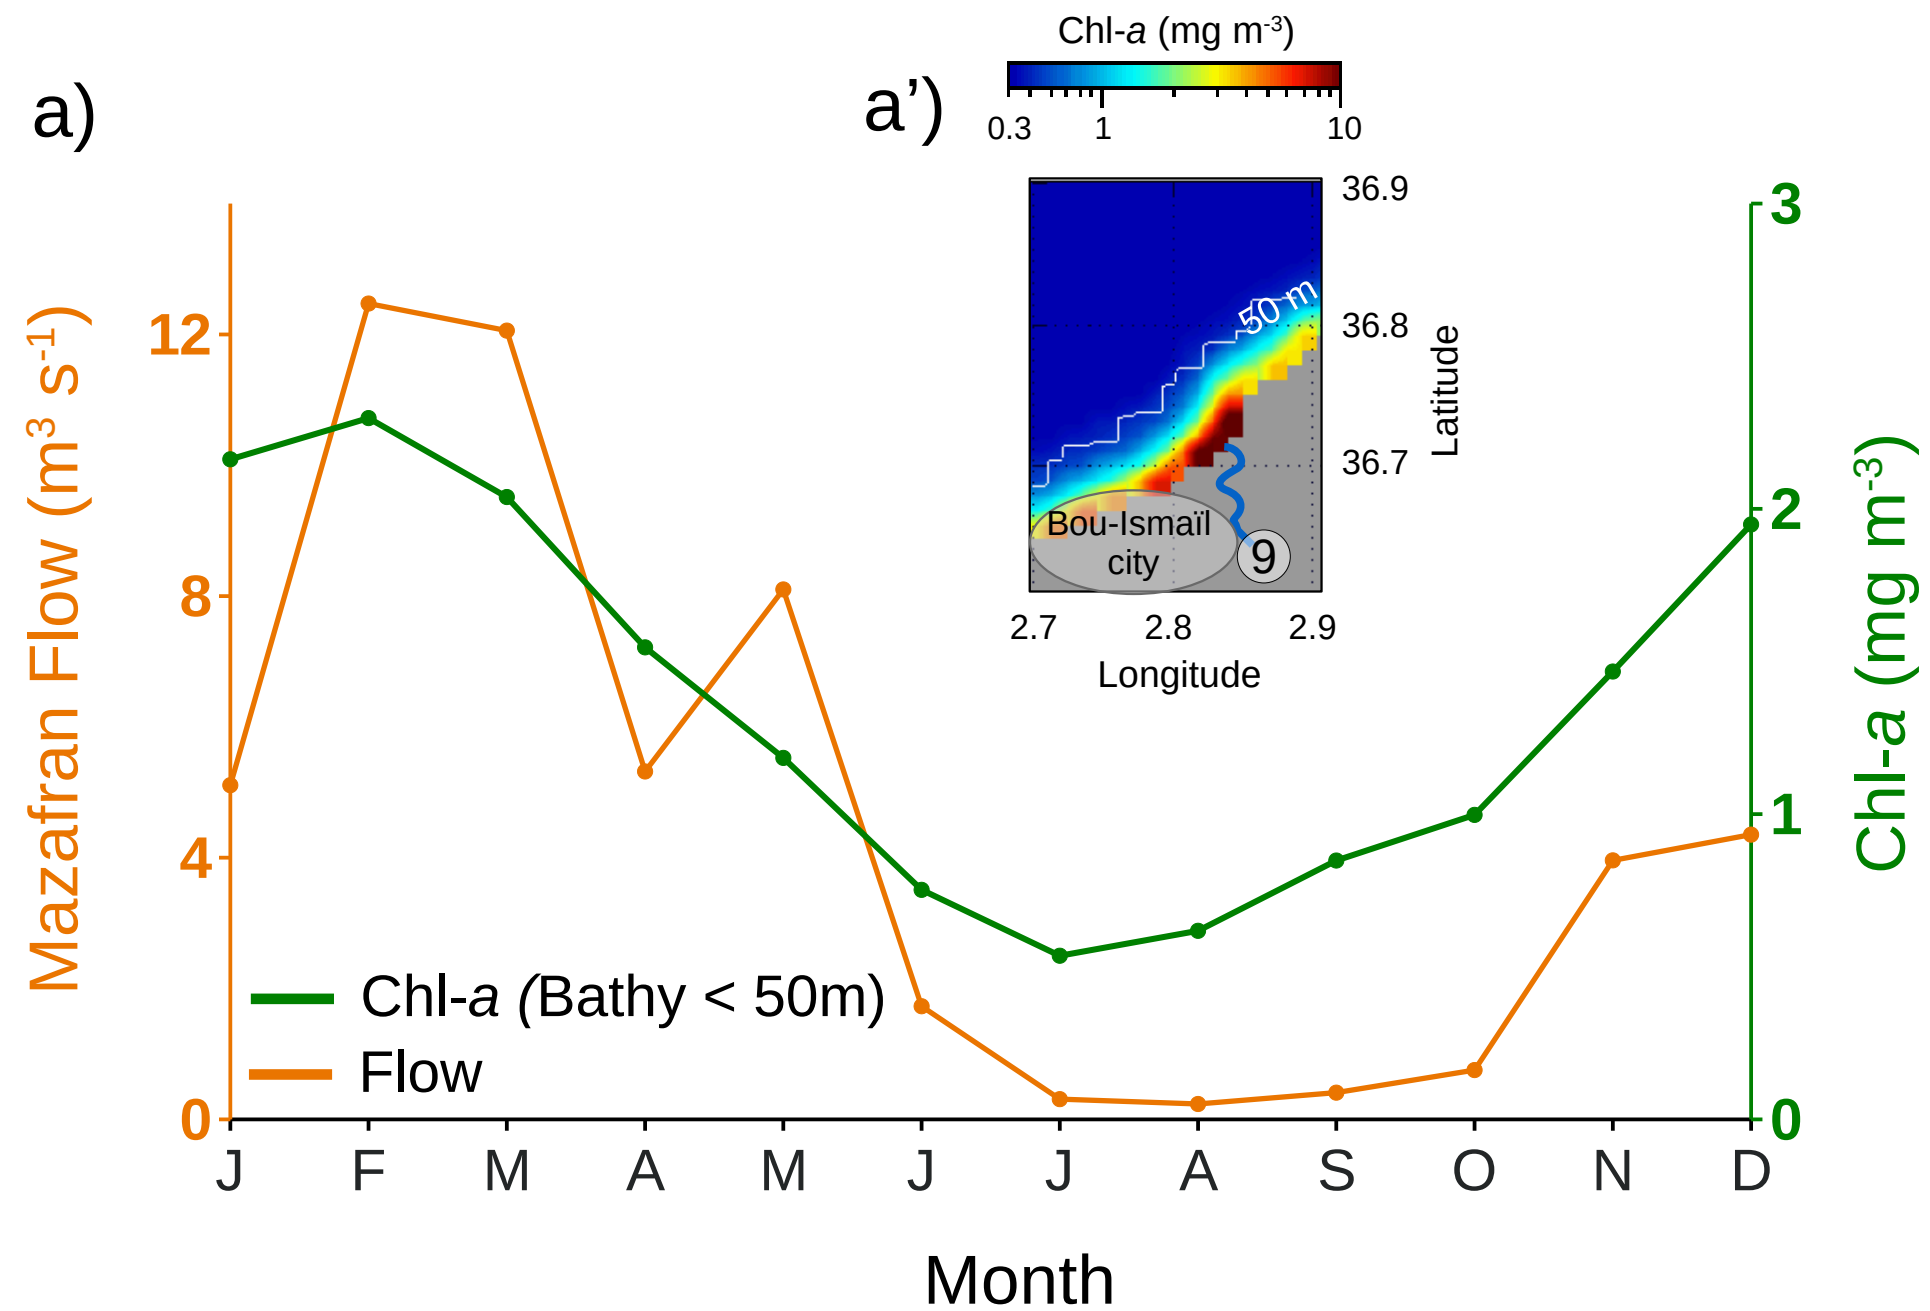 a)
a’)
Chl-a (mg m-3)
0.3 1 10
50 m
Bou-Ismaïl
city
9
36.9
36.8
36.7
Latitude
2.7 2.8 2.9
Longitude
Mazafran Flow (m3 s-1)
12
8
4
0
3
2
1
0
Chl-a (mg m-3)
Chl-a (Bathy < 50m)
Flow
J F M A M J J A S O N D
Month